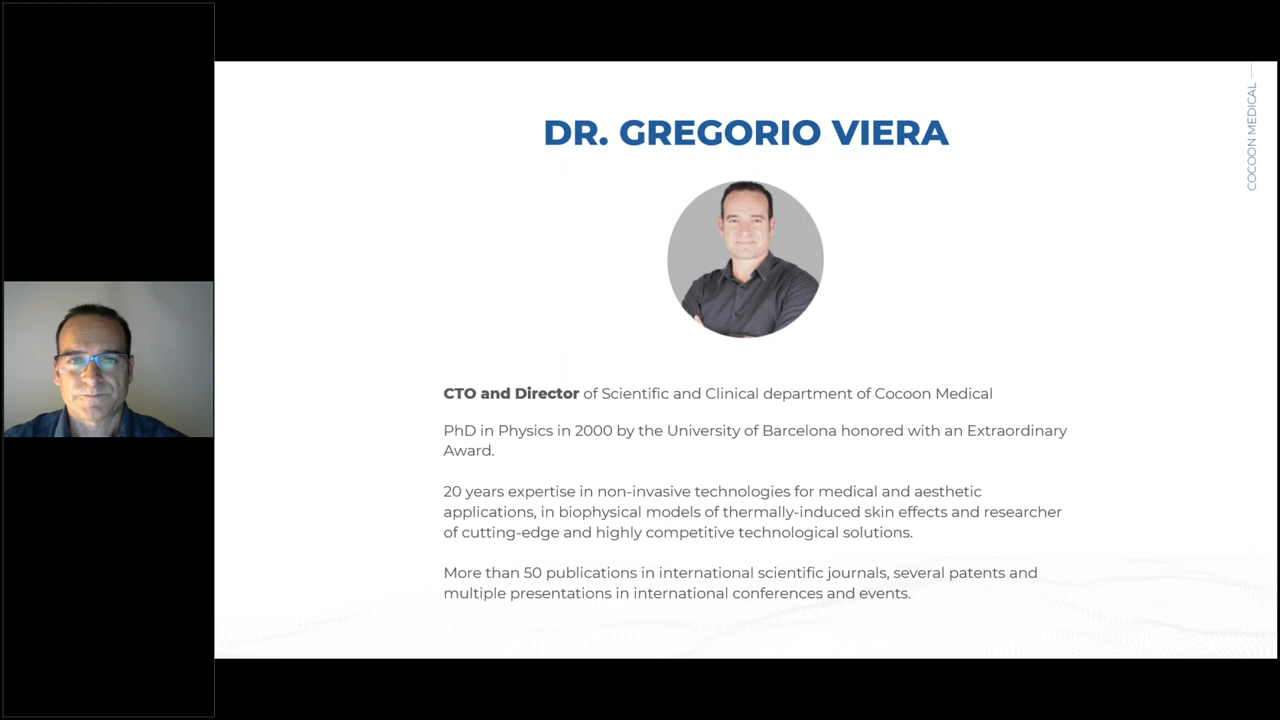 DR. GREGORIO VIERA
COCOON MEDICAL
CTO and Director of Scientific and Clinical department of Cocoon Medical
PhD in Physics in 2000 by the University of Barcelona honored with an Extraordinary
Award.
20 years expertise in non-invasive technologies for medical and aesthetic
applications, in biophysical models of thermally-induced skin effects and researcher
of cutting-edge and highly competitive technological solutions.
More than 50 publications in international scientific journals, several patents and
multiple presentations in international conferences and events.